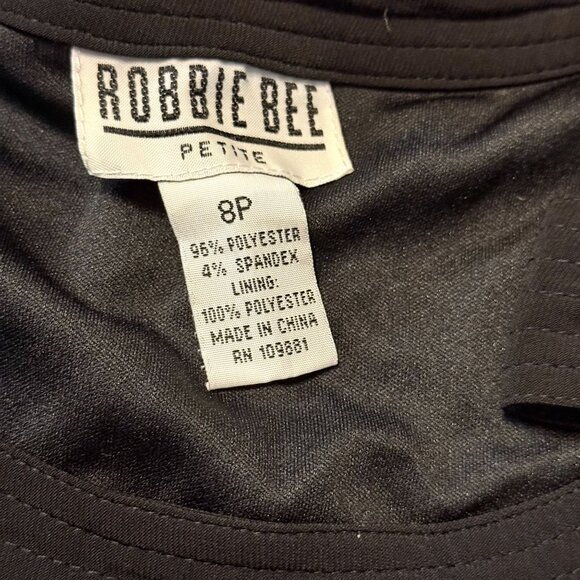 ROBBIE BEE
PETITE
8P
96% POLYESTER
4% SPANDEX
LINING:
100% POLYESTER
MADE IN CHINA
RN 109881